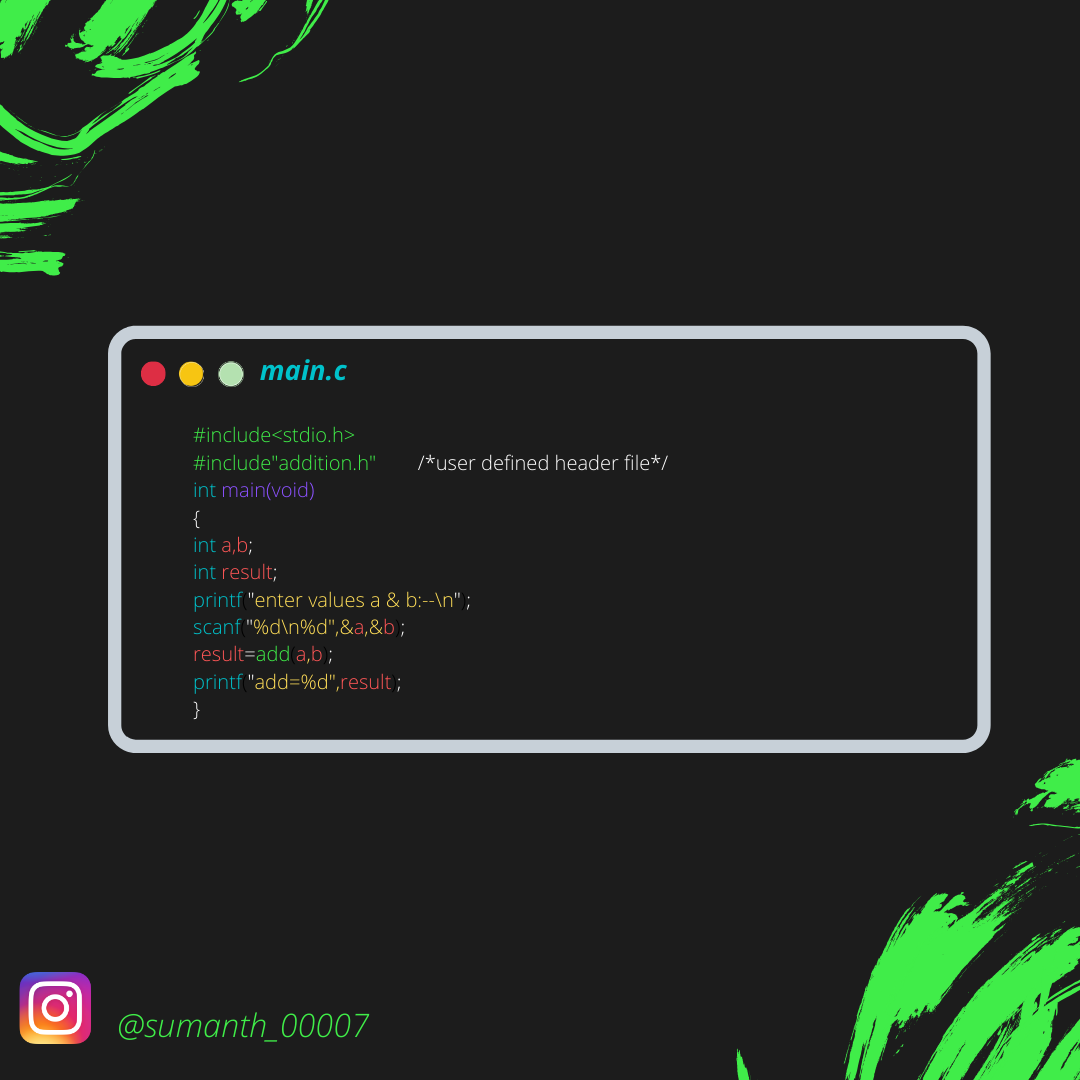 main.c
#include<stdio.h>
#include"addition.h" /*user defined header file*/
int main(void)
{
int a,b;
int result;
printf("enter values a & b:--\n");
scanf("%d\n%d",&a,&b);
result=add(a,b);
printf("add=%d",result);
}
@sumanth_00007